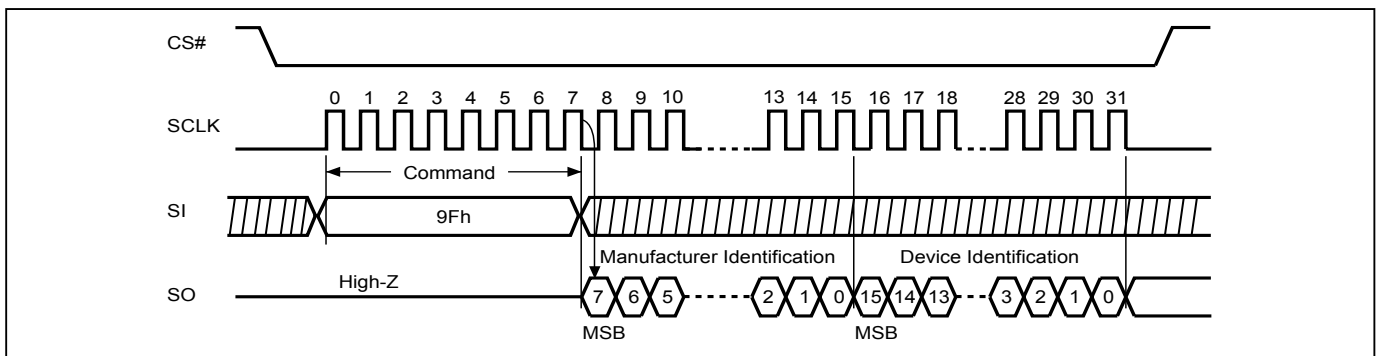 CS#
0 1 2 3 4 5 6 7 8 9 10 13 14 15 16 17 18 28 29 30 31
SCLK
Command
SI
9Fh
Manufacturer Identification Device Identification
High-Z
SO
7 6 5 2 1 0 15 14 13 3 2 1 0
MSB MSB